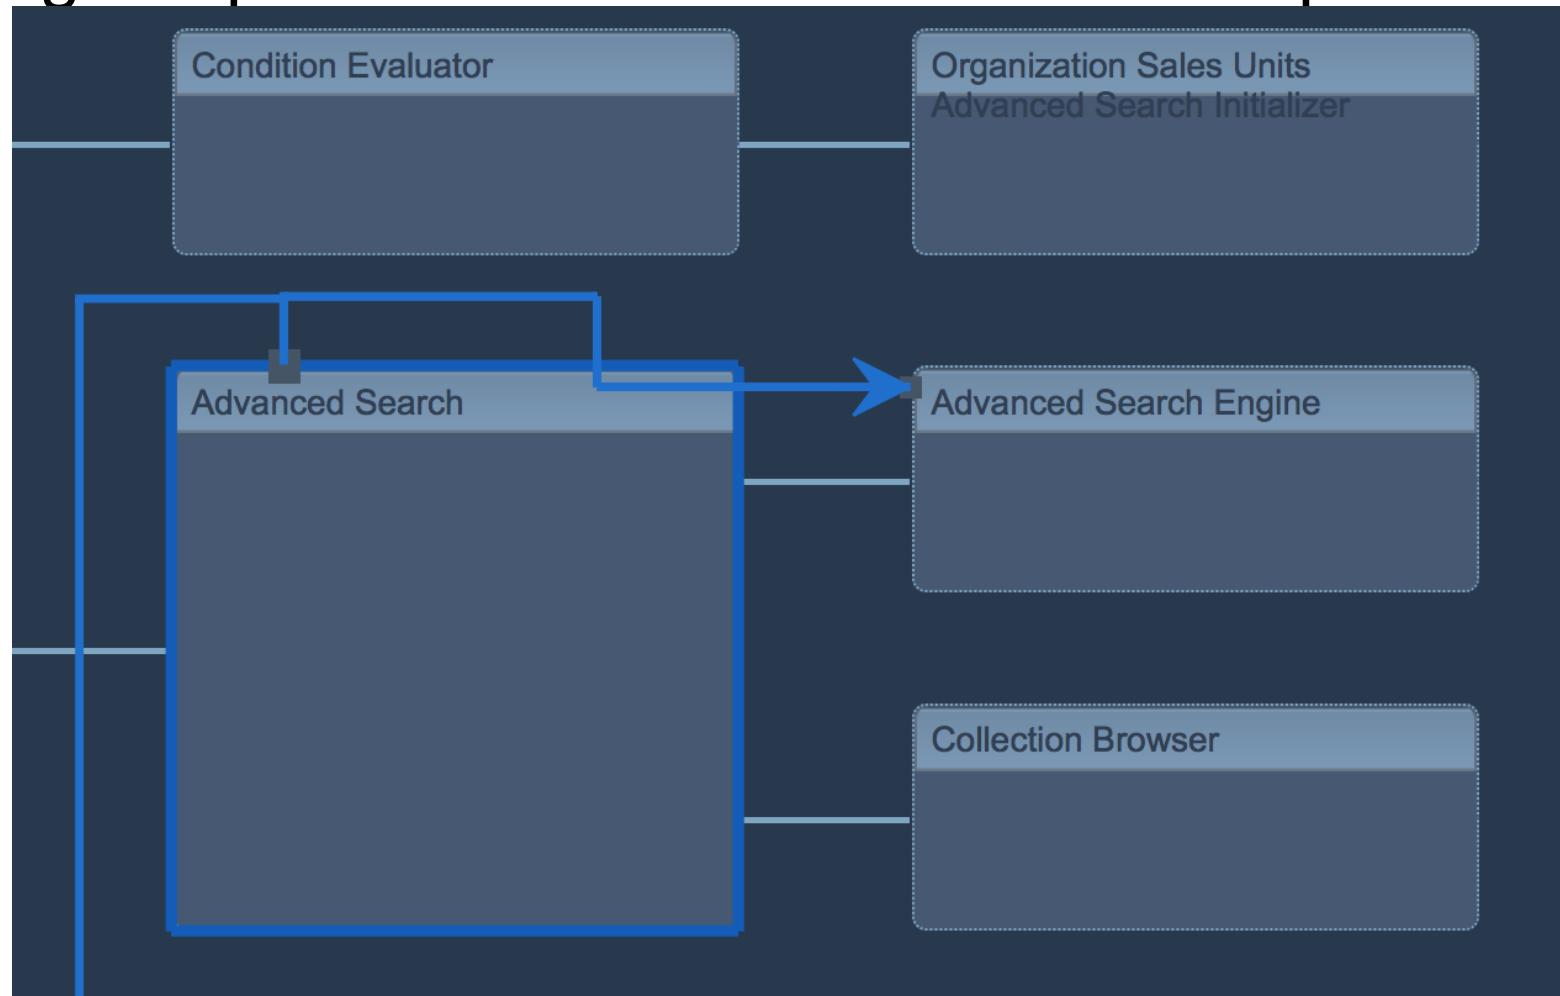 Condition Evaluator
Organization Sales Units
Advanced Search Initializer
Advanced Search
Advanced Search Engine
Collection Browser